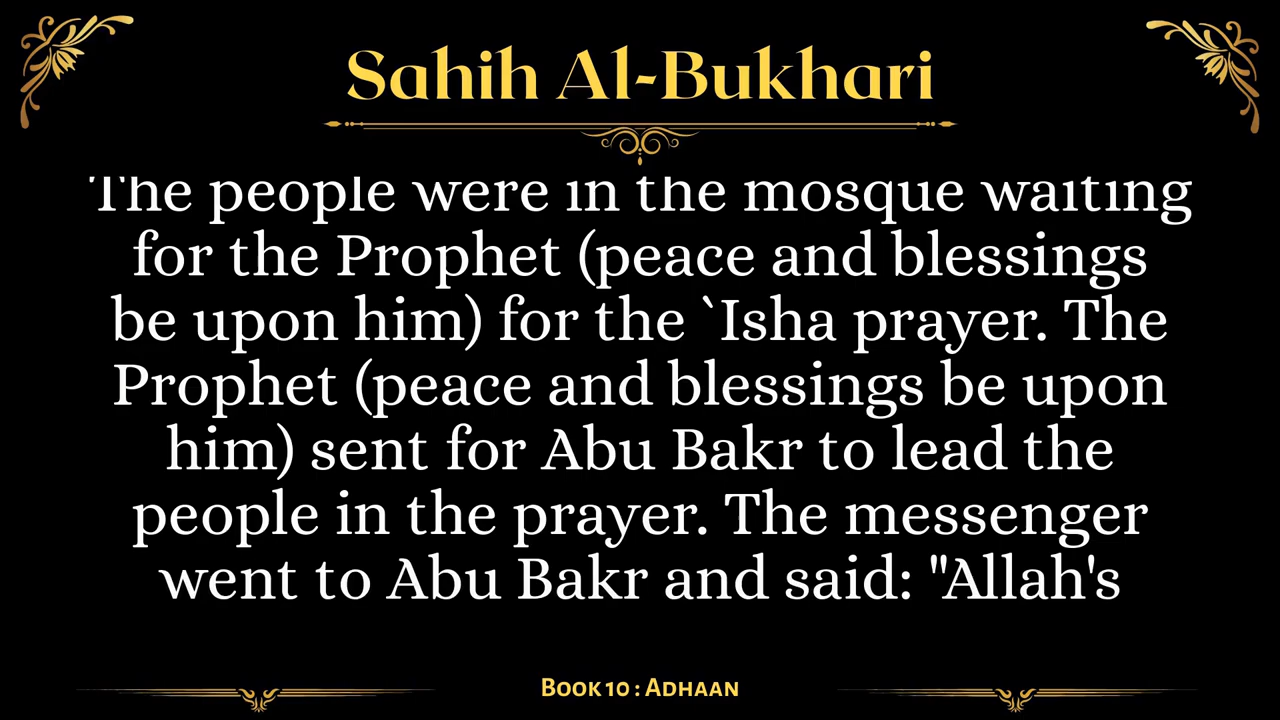 Sahih Al-Bukhari
The people were in the mosque waiting
for the Prophet (peace and blessings
be upon him) for the `Isha prayer. The
Prophet (peace and blessings be upon
him) sent for Abu Bakr to lead the
people in the prayer. The messenger
went to Abu Bakr and said: "Allah's
Book 10 : Adhaan